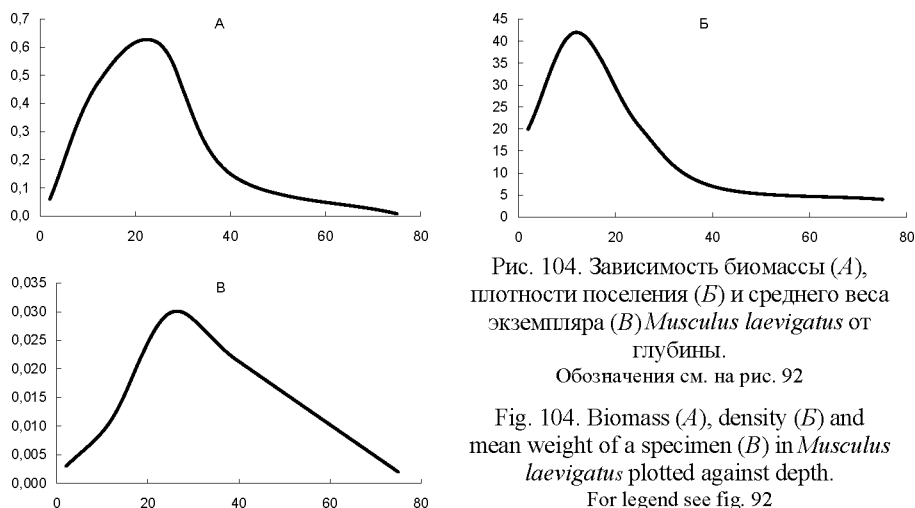 А
0,7
0,6
0,5
0,4
0,3
0,2
0,1
0,0
0 20 40 60 80
Б
45
40
35
30
25
20
15
10
5
0
0 20 40 60 80
В
0,035
0,030
0,025
0,020
0,015
0,010
0,005
0,000
0 20 40 60 80
Рис. 104. Зависимость биомассы (А),
плотности поселения (Б) и среднего веса
экземпляра (В) Musculus laevigatus от
глубины.
Обозначения см. на рис. 92
Fig. 104. Biomass (А), density (Б) and
mean weight of a specimen (В) in Musculus
laevigatus plotted against depth.
For legend see fig. 92